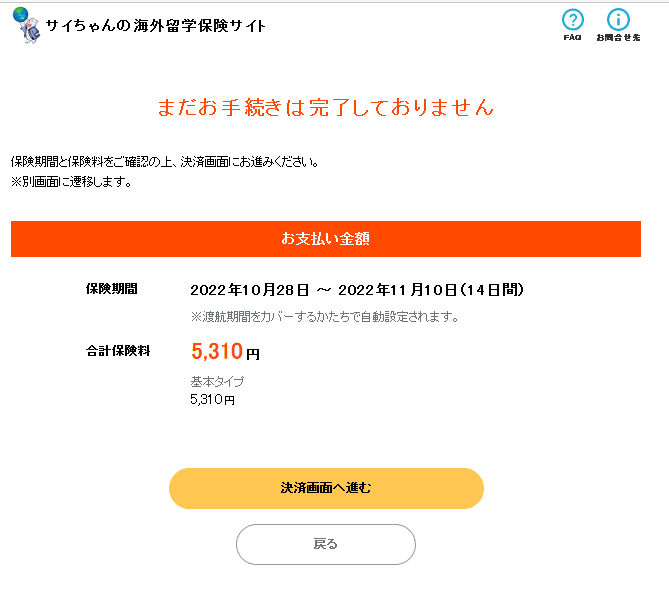 サイちゃんの海外留学保険サイト
FAQ
お問合せ先
まだお手続きは完了しておりません
保険期間と保険料をご確認の上、決済画面にお進みください。
※別画面に遷移します。
お支払い金額
保険期間
2022年10月28日 ～ 2022年11月10日(14日間)
※渡航期間をカバーするかたちで自動設定されます。
合計保険料
5,310円
基本タイプ
5,310円
決済画面へ進む
戻る